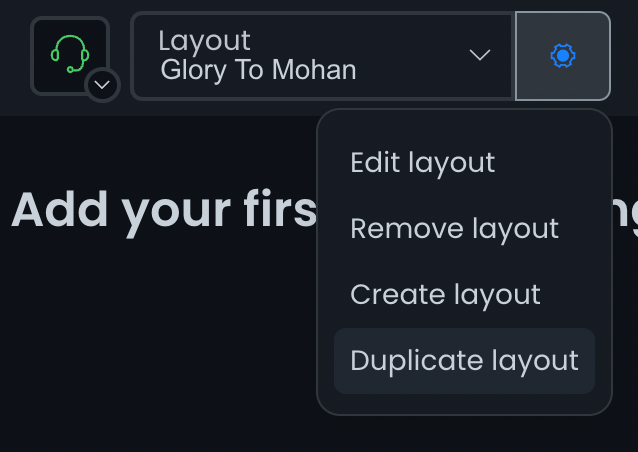 Layout
Glory To Mohan
Edit layout
Add your firs
Remove layout
Create layout
Duplicate layout